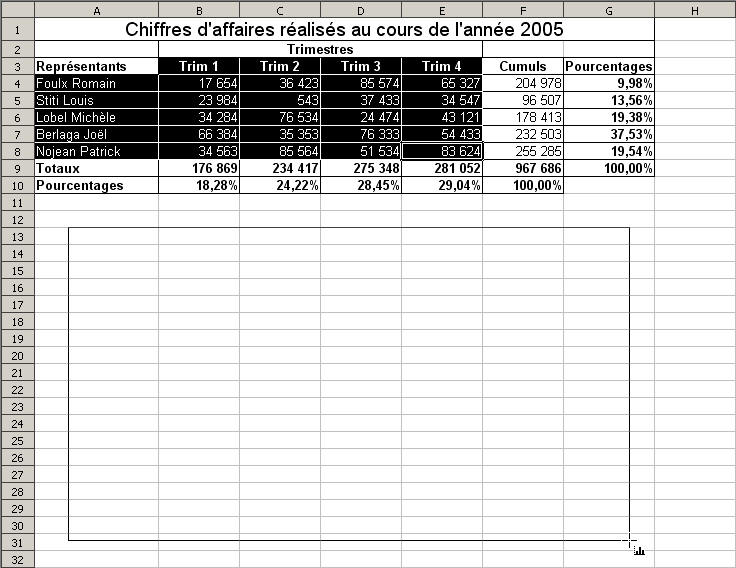 A B C D E F G H
1 Chiffres d'affaires réalisés au cours de l'année 2005
2 Trimestres
3 Représentants Trim 1 Trim 2 Trim 3 Trim 4 Cumuls Pourcentages
4 Foulx Romain 17 654 36 423 85 574 65 327 204 978 9,98%
5 Stiti Louis 23 984 543 37 433 34 547 96 507 13,56%
6 Lobel Michèle 34 284 76 534 24 474 43 121 178 413 19,38%
7 Berlaga Joël 66 384 35 353 76 333 54 433 232 503 37,53%
8 Nojean Patrick 34 563 85 564 51 534 83 624 255 285 19,54%
9 Totaux 176 869 234 417 275 348 281 052 967 686 100,00%
10 Pourcentages 18,28% 24,22% 28,45% 29,04% 100,00%
11
12
13
14
15
16
17
18
19
20
21
22
23
24
25
26
27
28
29
30
31
32